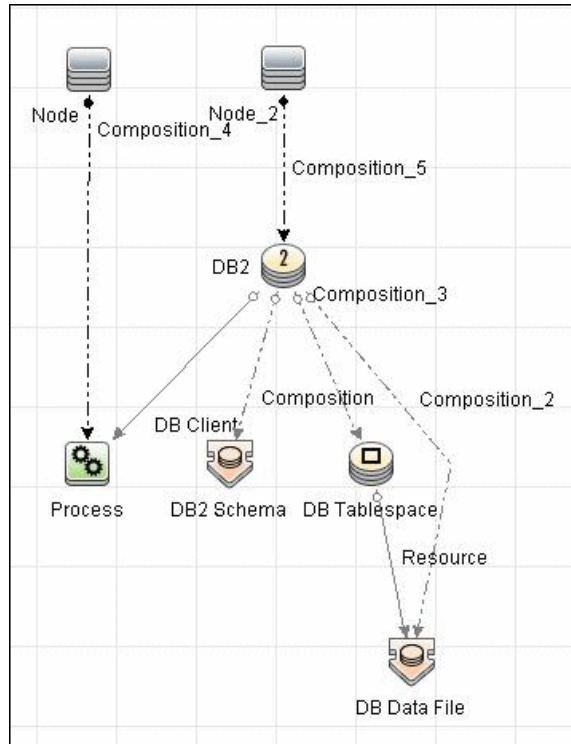 Node
Node_2
Composition_4
Composition_5
2
DB2
Composition_3
Composition
Composition_2
DB Client
Process
DB2 Schema
DB Tablespace
Resource
DB Data File